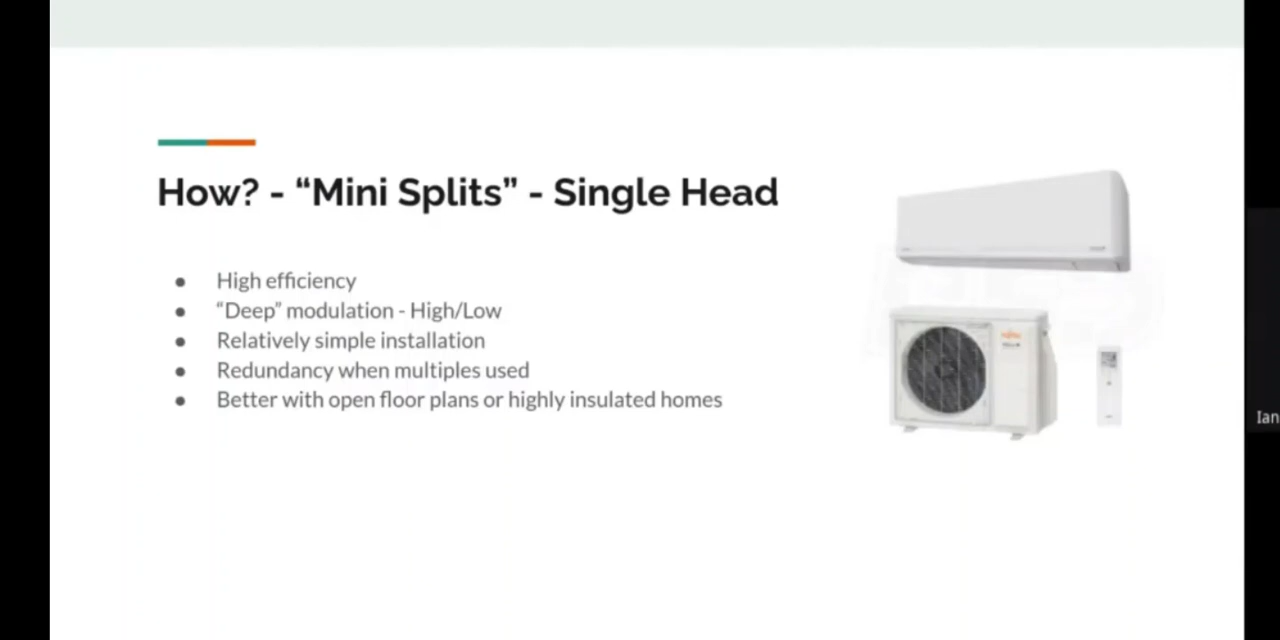 How? - “Mini Splits” - Single Head
● High efficiency
● “Deep” modulation - High/Low
● Relatively simple installation
● Redundancy when multiples used
● Better with open floor plans or highly insulated homes
Ian